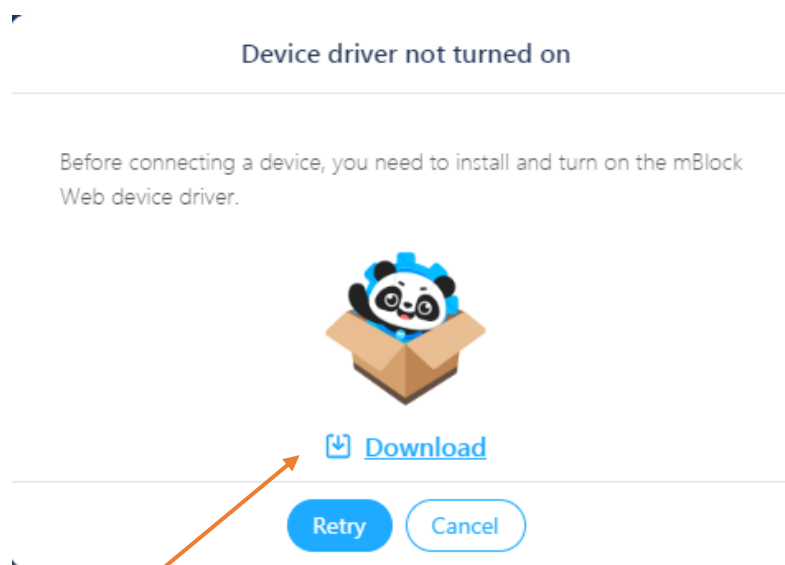 Device driver not turned on
Before connecting a device, you need to install and turn on the mBlock
Web device driver.
Download
Retry
Cancel